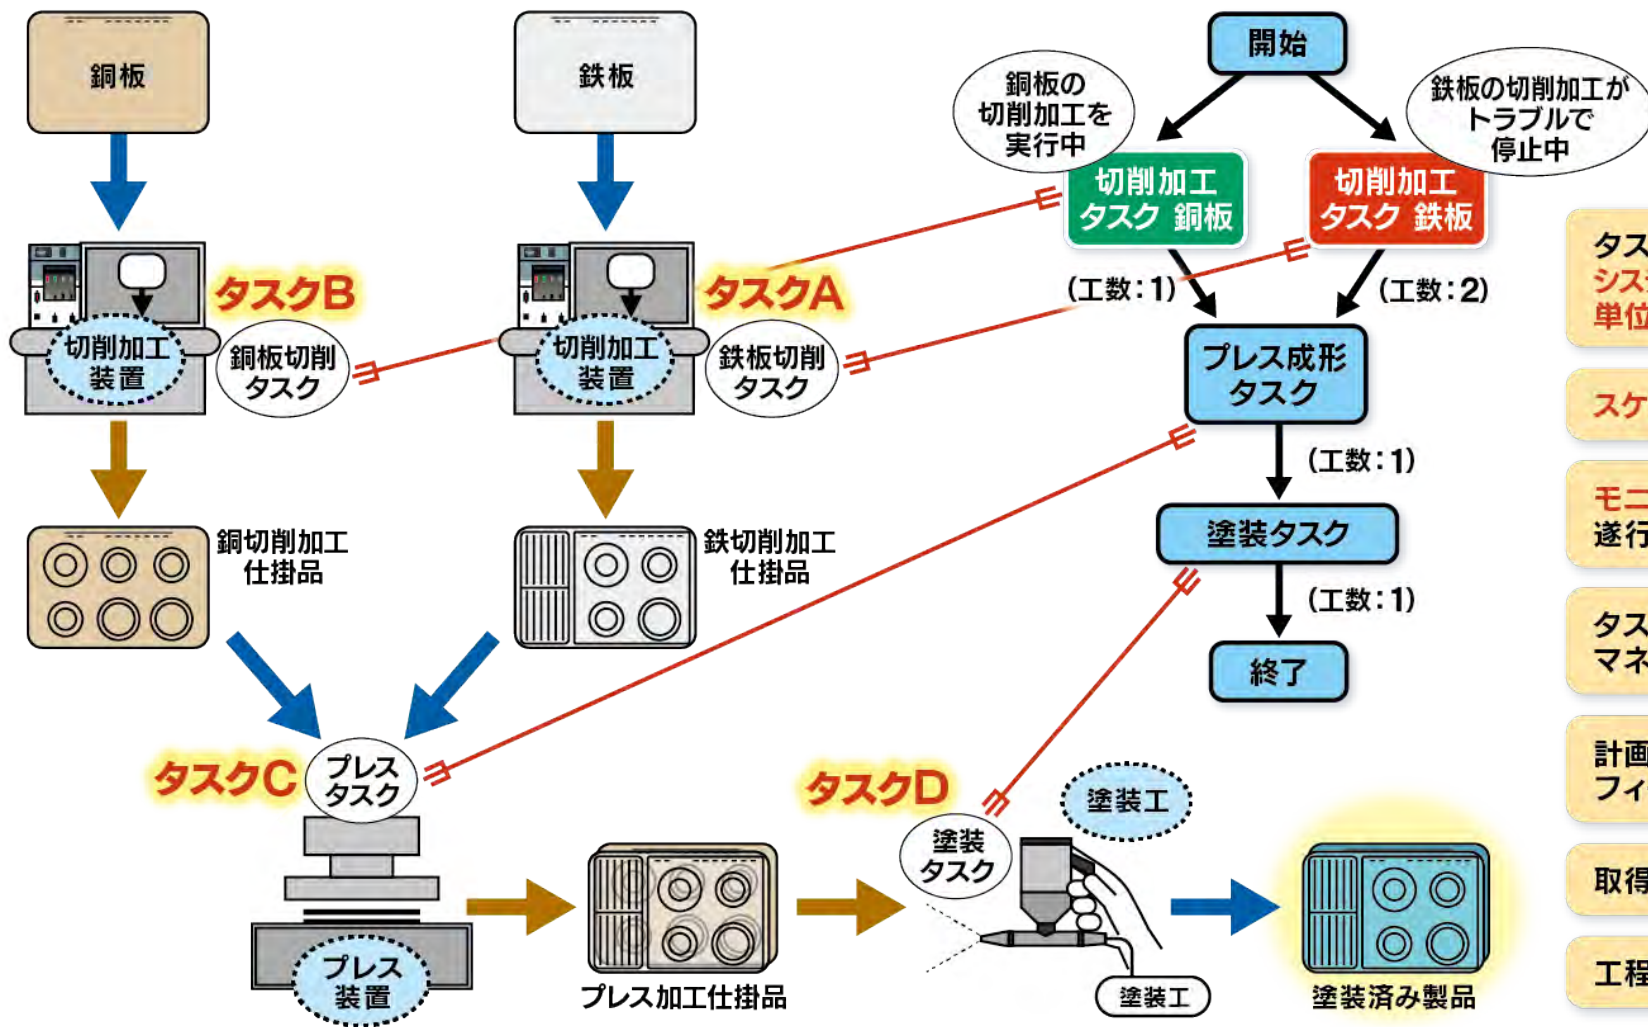 銅板
鉄板
開始
銅板の
切削加工を
実行中
鉄板の切削加工が
トラブルで
停止中
切削加工
タスク 銅板
切削加工
タスク 鉄板
(工数:1)
(工数:2)
タスクB
タスクA
切削加工
装置
銅板切削
タスク
切削加工
装置
鉄板切削
タスク
プレス成形
タスク
(工数:1)
銅切削加工
仕掛品
鉄切削加工
仕掛品
塗装タスク
(工数:1)
終了
タスクC
プレス
タスク
タスクD
塗装
タスク
塗装工
プレス
装置
プレス加工仕掛品
塗装工
塗装済み製品
タス
システ
単位
スケ
モニ
遂行
タス
マネ
計画
フィ
取得
工程